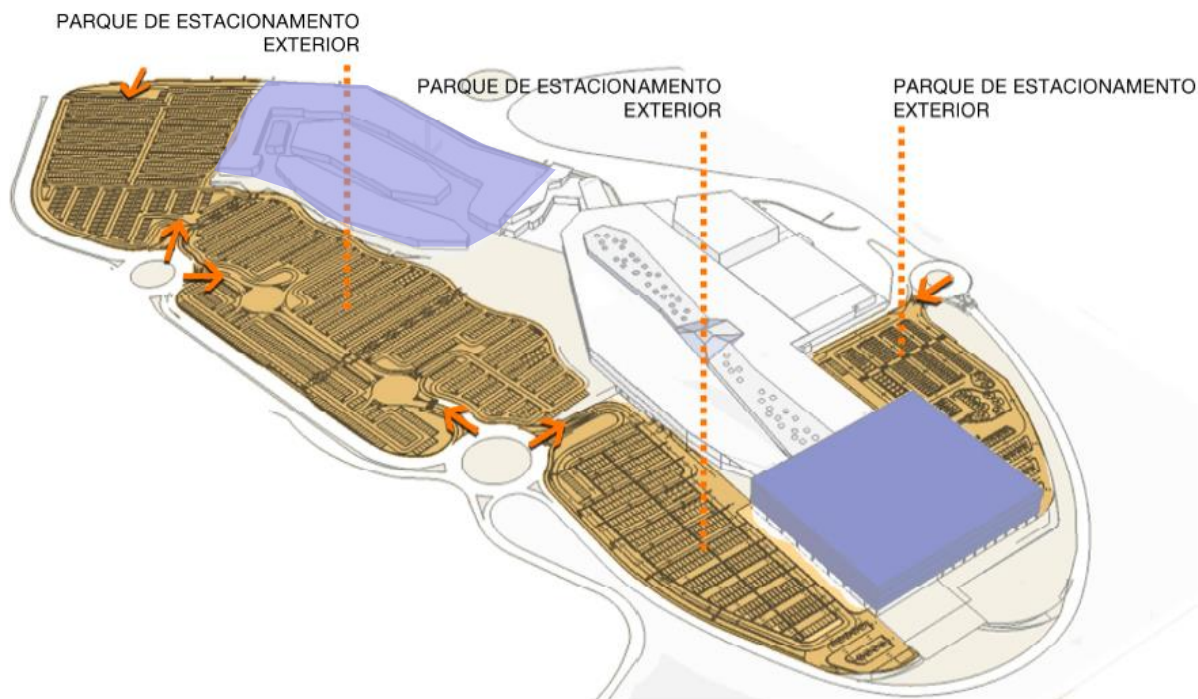 PARQUE DE ESTACIONAMENTO
EXTERIOR
PARQUE DE ESTACIONAMENTO
EXTERIOR
PARQUE DE ESTACIONAMENTO
EXTERIOR